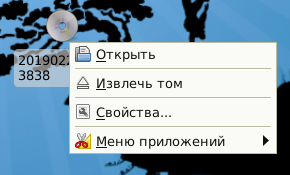 2019022
3838
Открыть
Извлечь том
Свойства...
Меню приложений